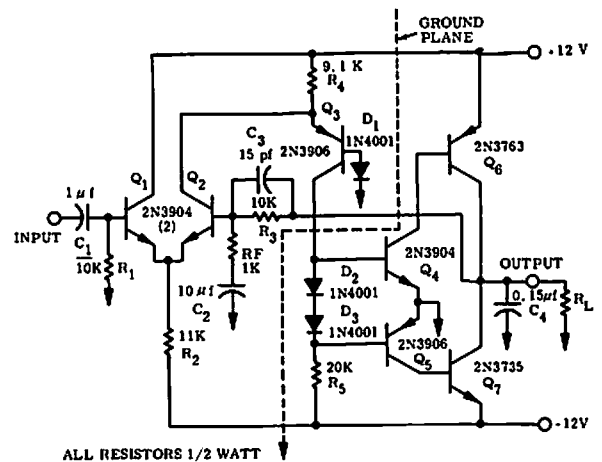 GROUND
PLANE
-12 V
9.1 K
R4
Q3
D1
1N4001
C3
15 pf
2N3906
2N3763
Q6
Q1
Q2
1 μf
2N3904
(2)
10K
R3
INPUT
C1
10K
R1
RF
1K
10 μf
C2
D2
1N4001
D3
1N4001
2N3904
Q4
OUTPUT
0.15μf
C4
RL
11K
R2
2N3906
Q5
20K
R5
2N3735
Q7
-12V
ALL RESISTORS 1/2 WATT